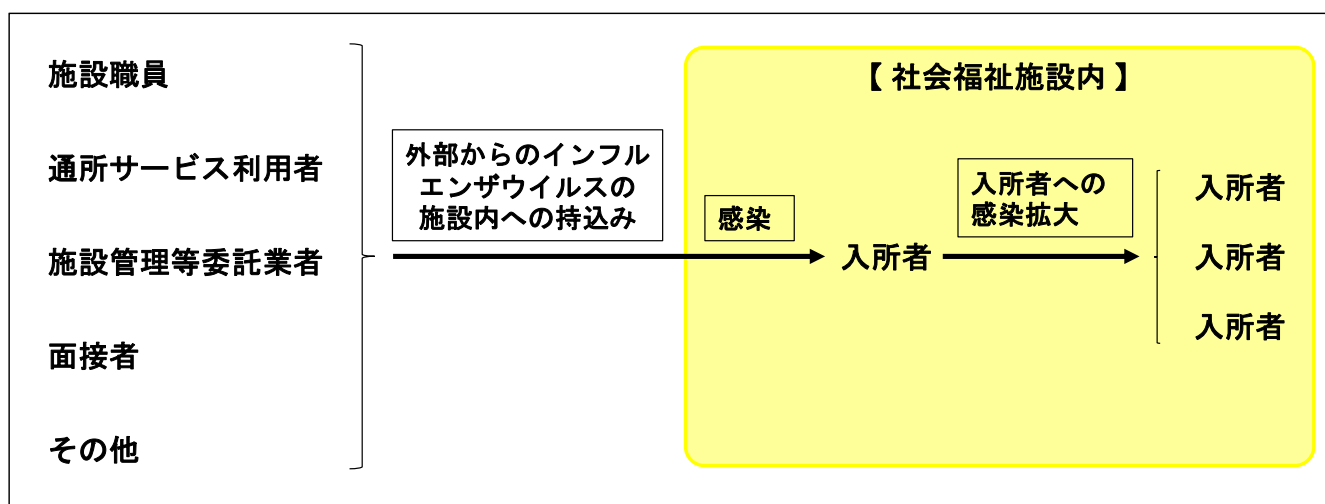 施設職員
通所サービス利用者
施設管理等委託業者
面接者
その他
外部からのインフル
エンザウイルスの
施設内への持込み
【 社会福祉施設内 】
感染
入所者
入所者への
感染拡大
入所者
入所者
入所者